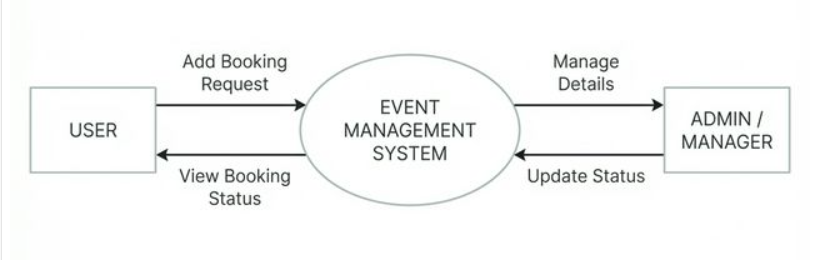 Add Booking
Request
Manage
Details
USER
EVENT
MANAGEMENT
SYSTEM
ADMIN /
MANAGER
View Booking
Status
Update Status